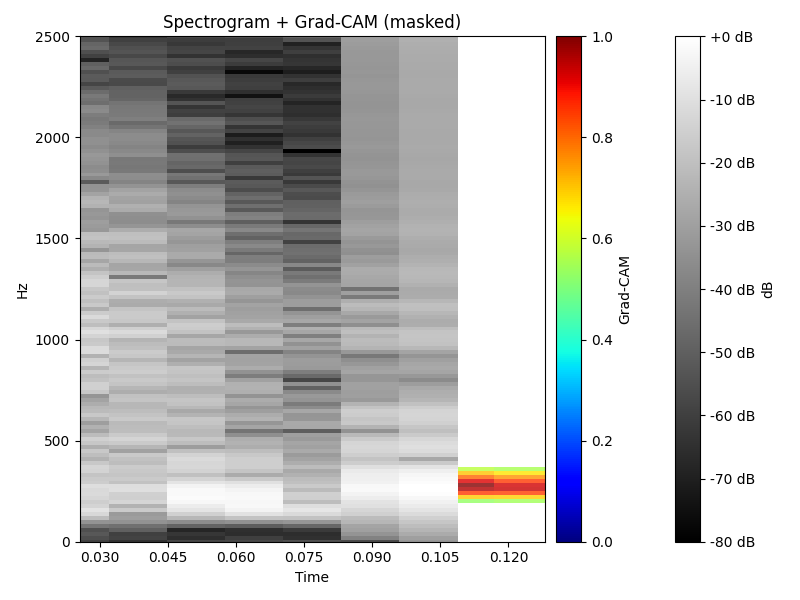 Spectrogram + Grad-CAM (masked)
2500
2000
1500
1000
500
0
Hz
0.030 0.045 0.060 0.075 0.090 0.105 0.120
Time
1.0
0.8
0.6
0.4
0.2
0.0
Grad-CAM
+0 dB
-10 dB
-20 dB
-30 dB
-40 dB
-50 dB
-60 dB
-70 dB
-80 dB
dB